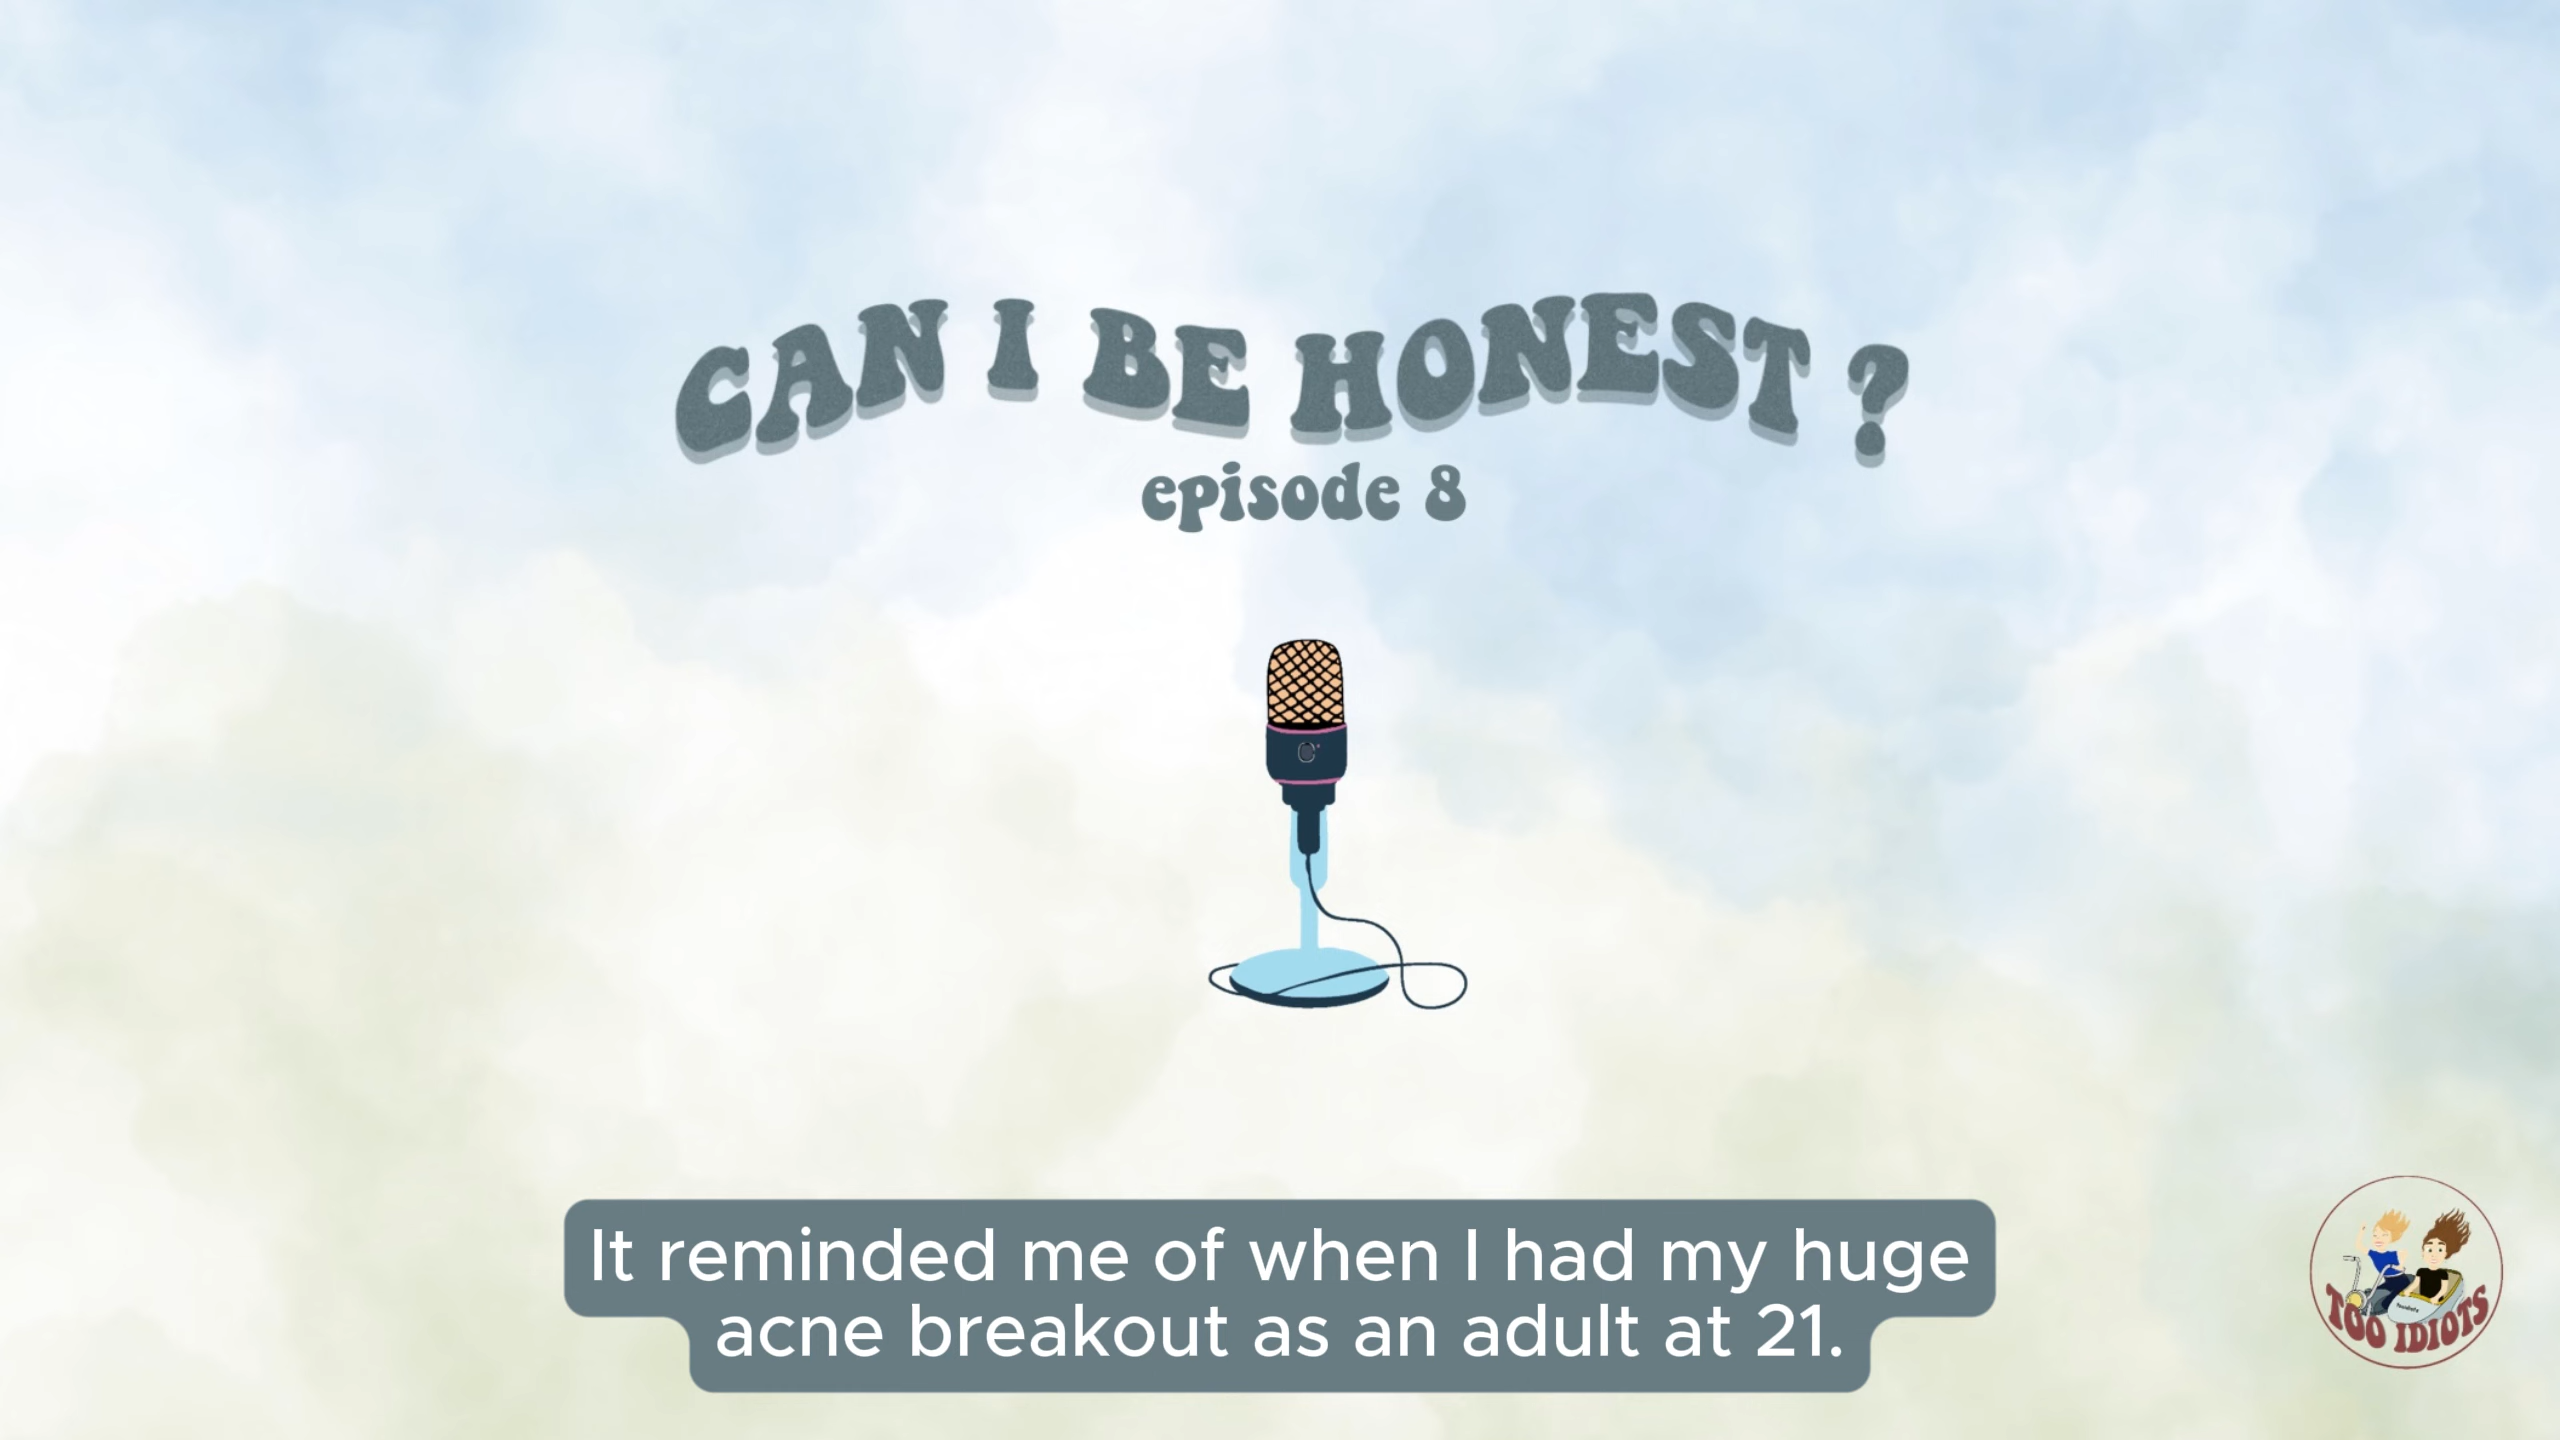 CAN I BE HONEST ?
episode 8
It reminded me of when I had my huge
acne breakout as an adult at 21.
TOO IDIOTS